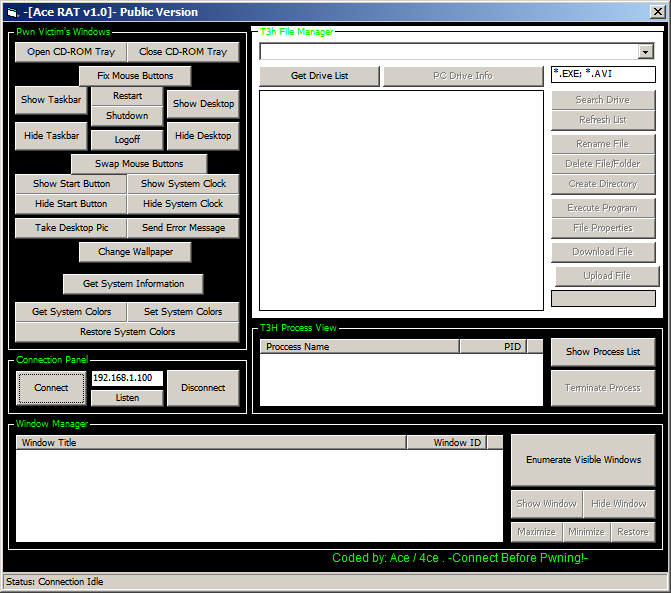 -[Ace RAT v1.0]- Public Version
Pwn Victim's Windows
Open CD-ROM Tray
Close CD-ROM Tray
Fix Mouse Buttons
Show Taskbar
Restart
Show Desktop
Shutdown
Hide Taskbar
Logoff
Hide Desktop
Swap Mouse Buttons
Show Start Button
Show System Clock
Hide Start Button
Hide System Clock
Take Desktop Pic
Send Error Message
Change Wallpaper
Get System Information
Get System Colors
Set System Colors
Restore System Colors
Connection Panel
Connect
192.168.1.100
Listen
Disconnect
T3h File Manager
Get Drive List
PC Drive Info
*.EXE; *.AVI
Search Drive
Refresh List
Rename File
Delete File/Folder
Create Directory
Execute Program
File Properties
Download File
Upload File
T3H Process View
Proccess Name
PID
Show Process List
Terminate Process
Window Manager
Window Title
Window ID
Enumerate Visible Windows
Show Window
Hide Window
Maximize
Minimize
Restore
Coded by: Ace / 4ce . -Connect Before Pwning!-
Status: Connection Idle